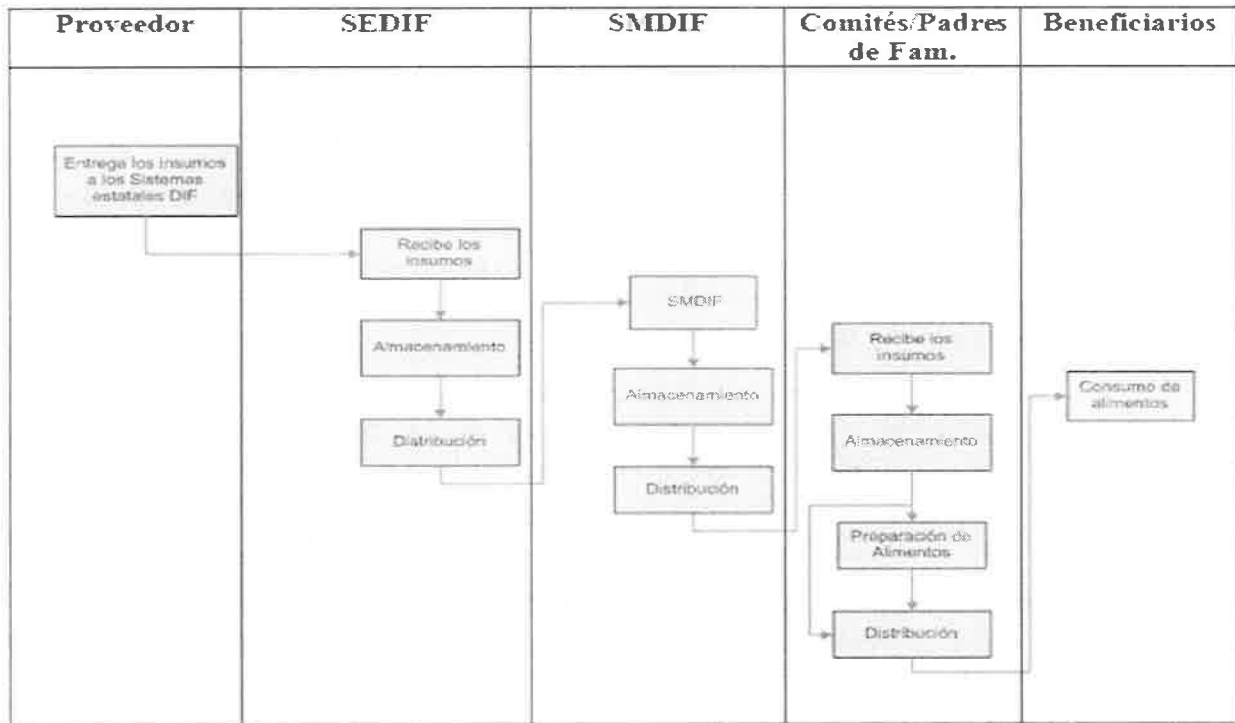 Proveedor
SEDIF
SMDIF
Comités/Padres
de Fam.
Beneficiarios
Entrega los insumos
a los Sistemas
estatales DIF
Recibe los
insumos
Almacenamiento
Distribución
SMDIF
Almacenamiento
Distribución
Recibe los
insumos
Almacenamiento
Preparación de
Alimentos
Distribución
Consumo de
alimentos